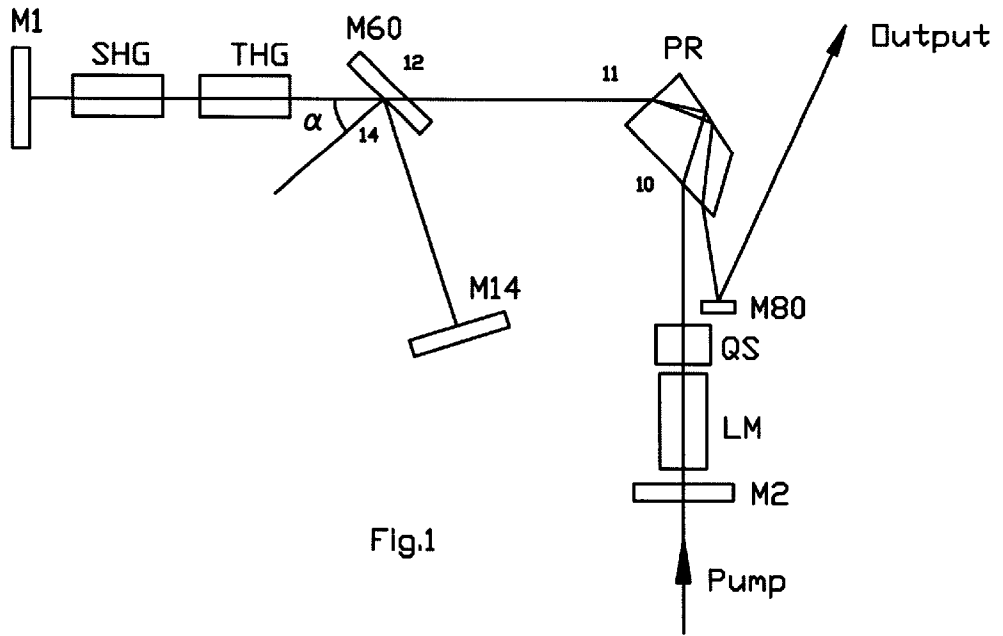 M1
SHG
THG
M60
12
11
PR
Output
α
14
10
M14
M80
QS
LM
M2
Fig.1
Pump